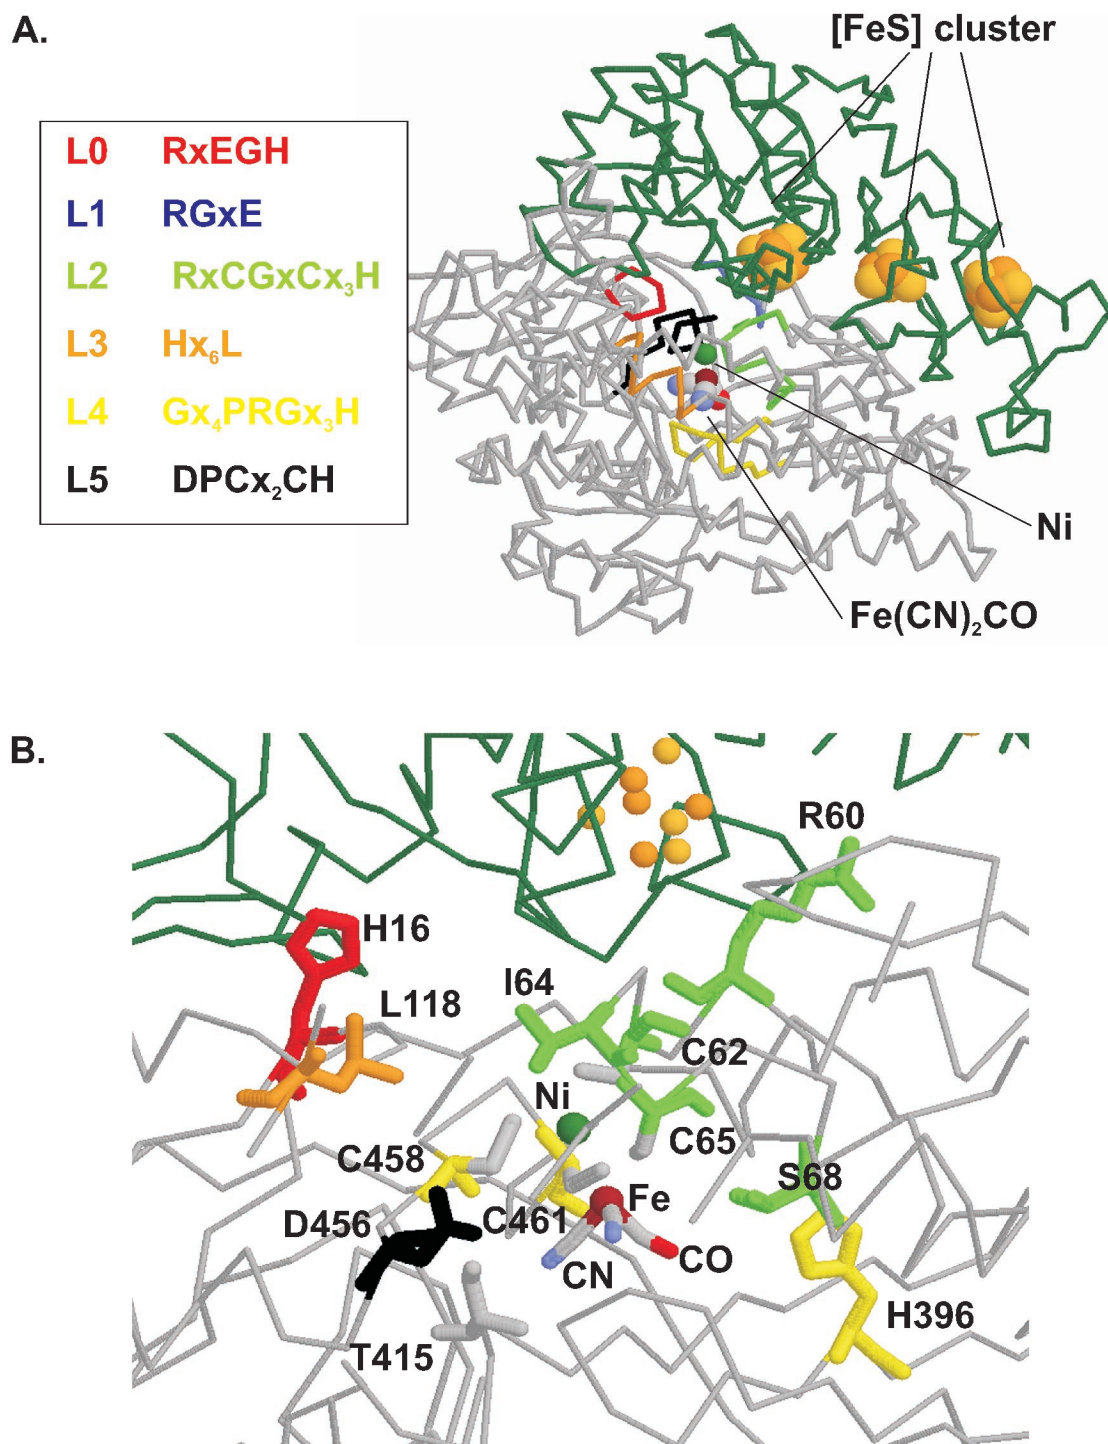 A.
[FeS] cluster
L0 RxEGH
L1 RGxE
L2 RxCGxCx₃H
L3 Hx₆L
L4 Gx₄PRGx₃H
L5 DPCx₂CH
Ni
Fe(CN)₂CO
B.
R60
H16
L118
I64
C62
Ni
C65
C458
S68
Fe
D456
C461
CO
CN
H396
T415